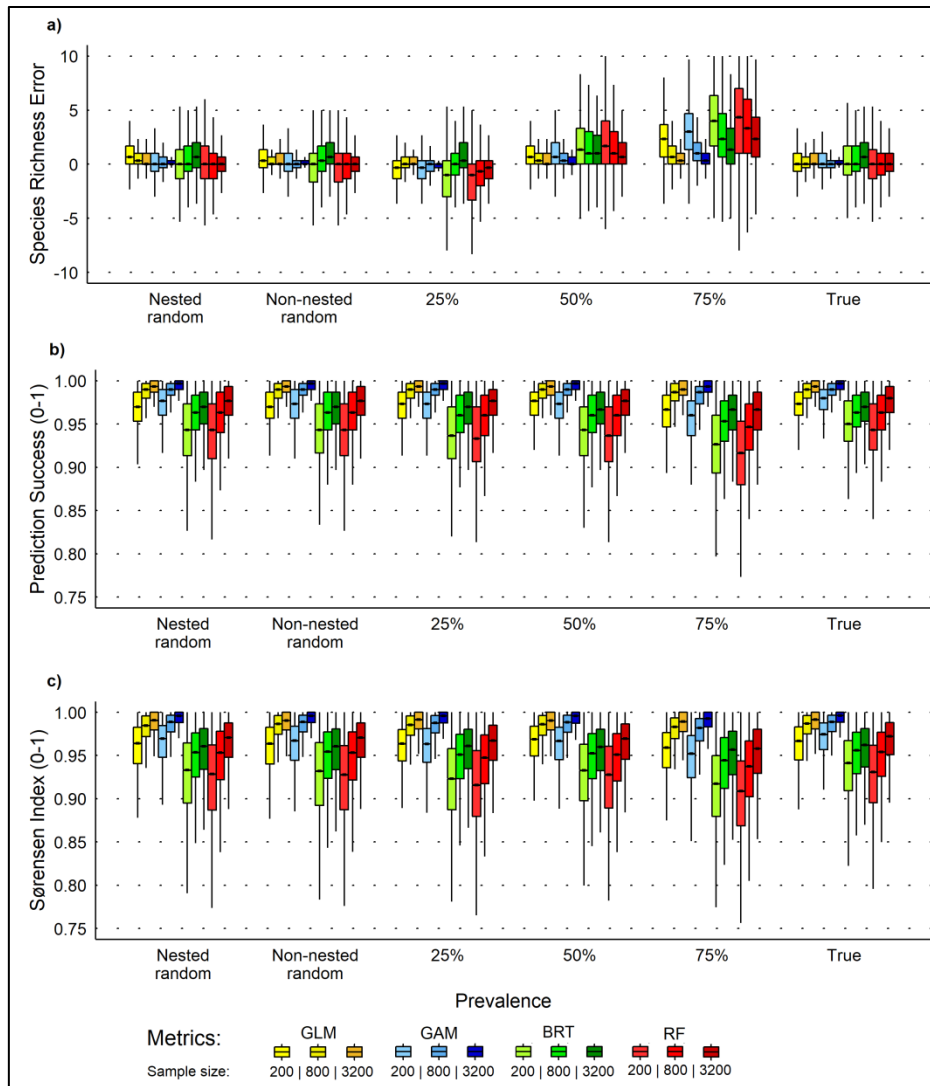 a)
Species Richness Error
10
5
0
-5
-10
Nested random
Non-nested random
25%
50%
75%
True
b)
Prediction Success (0-1)
1.00
0.95
0.90
0.85
0.80
0.75
Nested random
Non-nested random
25%
50%
75%
True
c)
Sørensen Index (0-1)
1.00
0.95
0.90
0.85
0.80
0.75
Nested random
Non-nested random
25%
50%
75%
True
Prevalence
Metrics: GLM GAM BRT RF
Sample size: 200 | 800 | 3200 200 | 800 | 3200 200 | 800 | 3200 200 | 800 | 3200